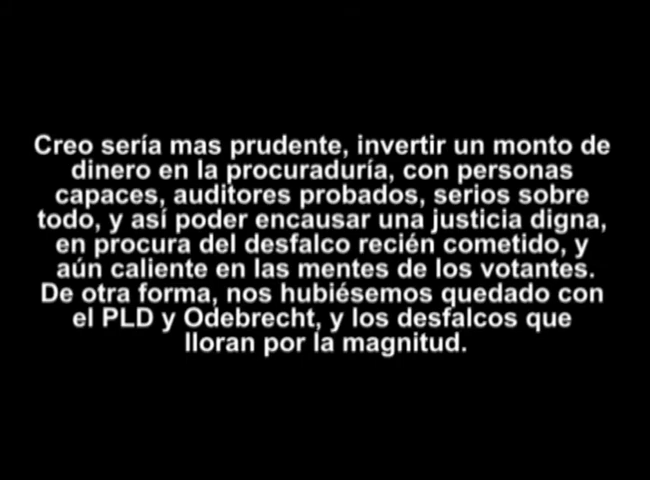 Creo sería mas prudente, invertir un monto de
dinero en la procuraduría, con personas
capaces, auditores probados, serios sobre
todo, y así poder encausar una justicia digna,
en procura del desfalco recién cometido, y
aún caliente en las mentes de los votantes.
De otra forma, nos hubiésemos quedado con
el PLD y Odebrecht, y los desfalcos que
lloran por la magnitud.